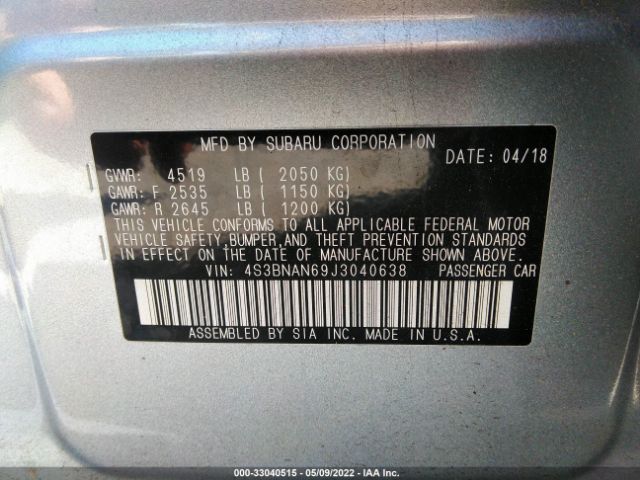 MFD BY SUBARU CORPORATION
DATE: 04/18
GVWR: 4519 LB ( 2050 KG)
GAWR: F 2535 LB ( 1150 KG)
GAWR: R 2645 LB ( 1200 KG)
THIS VEHICLE CONFORMS TO ALL APPLICABLE FEDERAL MOTOR
VEHICLE SAFETY, BUMPER, AND THEFT PREVENTION STANDARDS
IN EFFECT ON THE DATE OF MANUFACTURE SHOWN ABOVE.
VIN: 4S3BNAN69J3040638 PASSENGER CAR
ASSEMBLED BY SIA INC. MADE IN U.S.A.
000-33040515 - 05/09/2022 - IAA Inc.